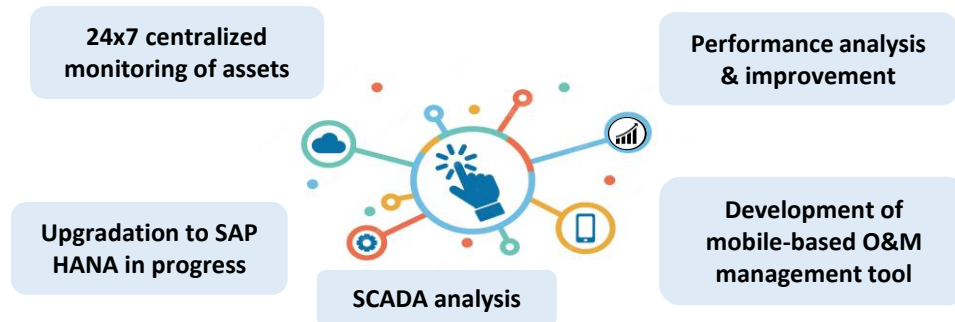 24x7 centralized
monitoring of assets
Performance analysis
& improvement
Upgradation to SAP
HANA in progress
SCADA analysis
Development of
mobile-based O&M
management tool